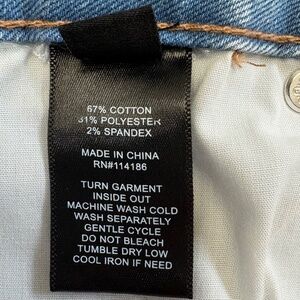 67% COTTON
31% POLYESTER
2% SPANDEX
MADE IN CHINA
RN#114186
TURN GARMENT
INSIDE OUT
MACHINE WASH COLD
WASH SEPARATELY
GENTLE CYCLE
DO NOT BLEACH
TUMBLE DRY LOW
COOL IRON IF NEED